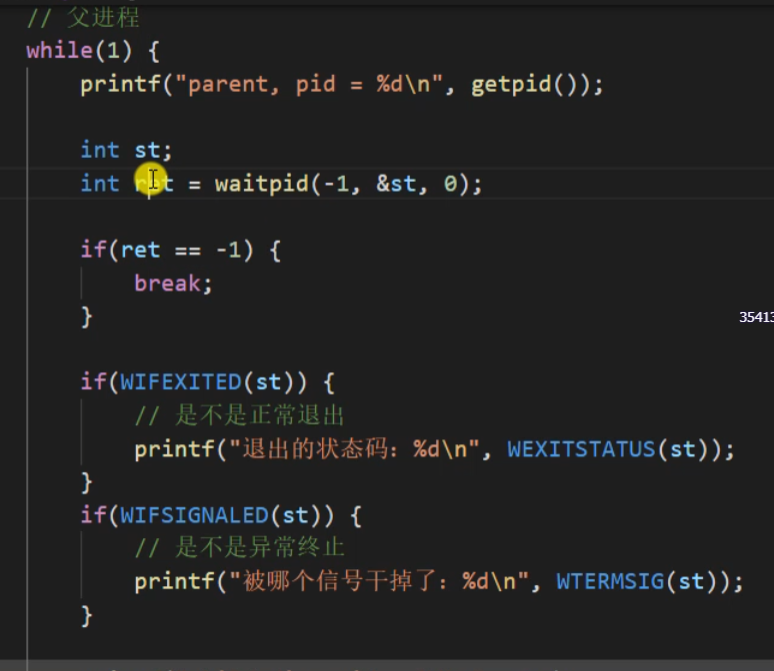 // 父进程
while(1) {
printf("parent, pid = %d\n", getpid());
int st;
int ret = waitpid(-1, &st, 0);
if(ret == -1) {
break;
}
35413
if(WIFEXITED(st)) {
// 是不是正常退出
printf("退出的状态码：%d\n", WEXITSTATUS(st));
}
if(WIFSIGNALED(st)) {
// 是不是异常终止
printf("被哪个信号干掉了：%d\n", WTERMSIG(st));
}